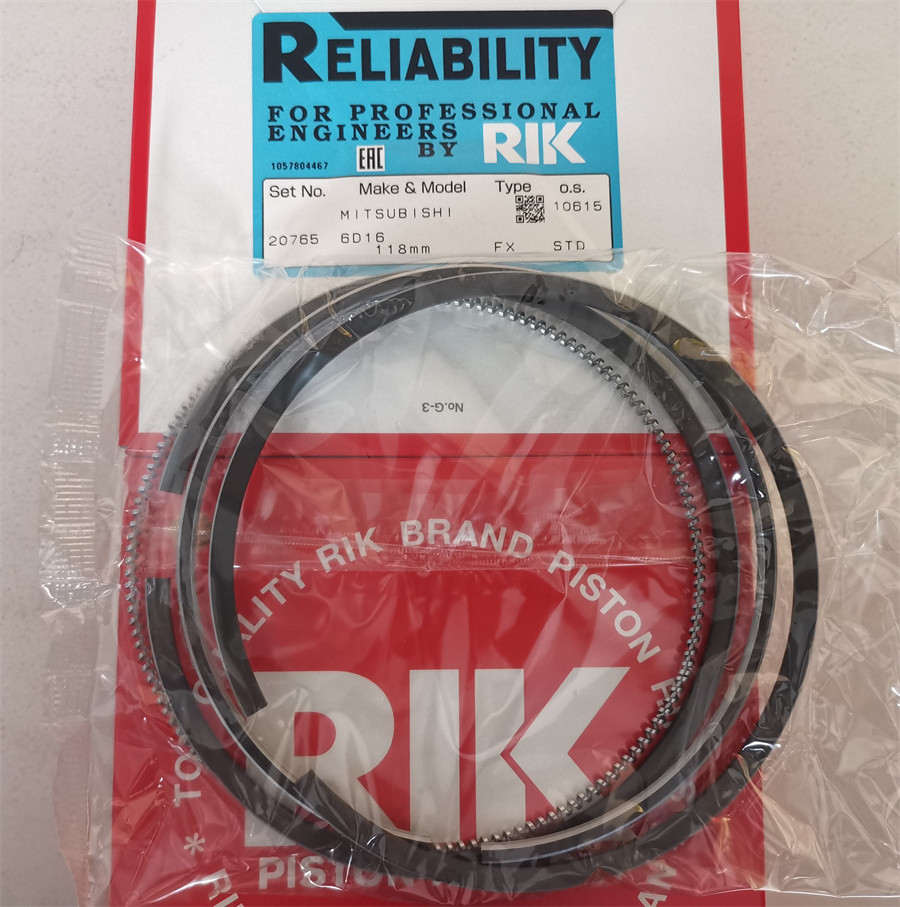 RELIABILITY
FOR PROFESSIONAL
ENGINEERS
BY RIK
1057804467 EAC
Set No. Make & Model Type o.s.
MITSUBISHI 10615
20765 6D16 FX STD
118mm
No.G-3
QUALITY RIK BRAND PISTON
RIK
PISTON